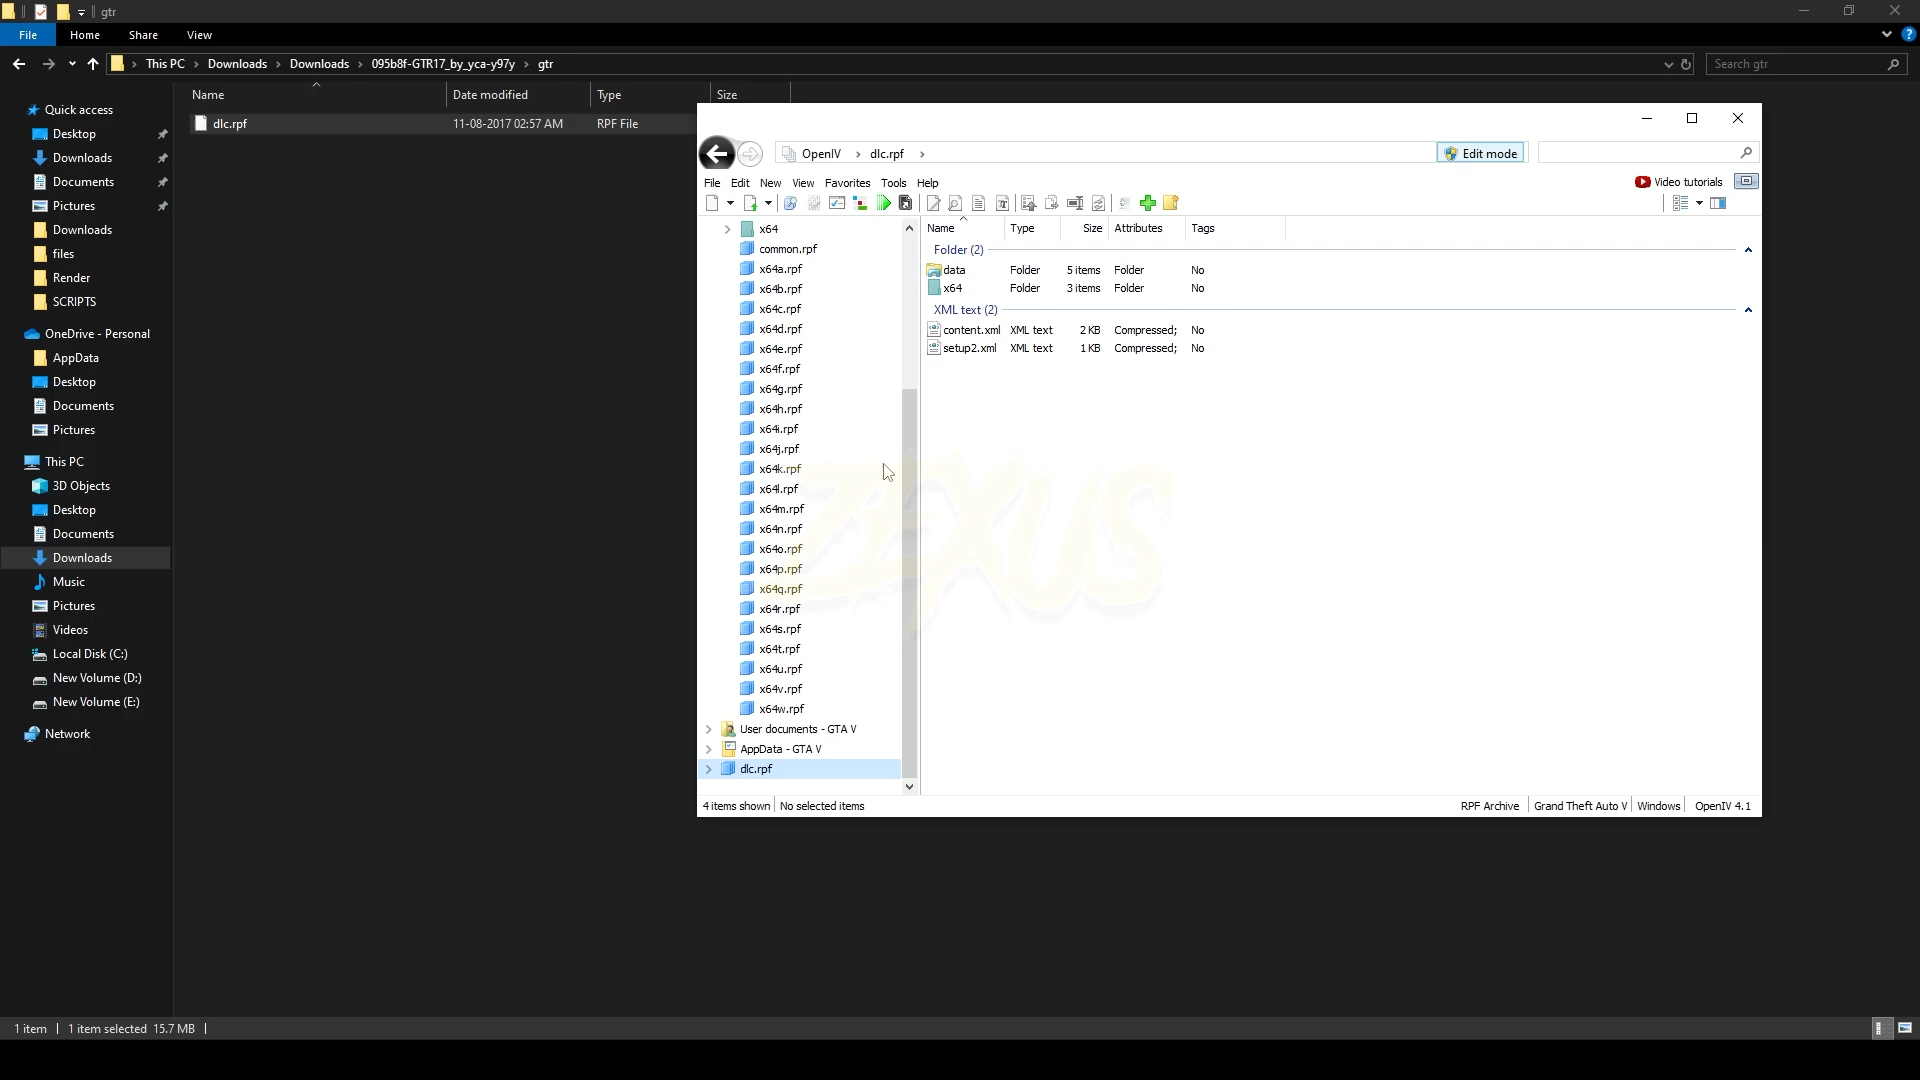 gtr
File Home Share View
This PC Downloads Downloads 095b8f-GTR17_by_yca-y97y gtr
Search gtr
Name Date modified Type Size
dlc.rpf 11-08-2017 02:57 AM RPF File
Quick access
Desktop
Downloads
Documents
Pictures
Downloads
files
Render
SCRIPTS
OneDrive - Personal
AppData
Desktop
Documents
Pictures
This PC
3D Objects
Desktop
Documents
Downloads
Music
Pictures
Videos
Local Disk (C:)
New Volume (D:)
New Volume (E:)
Network
1 item 1 item selected 15.7 MB
OpenIV dlc.rpf
Edit mode
File Edit New View Favorites Tools Help
Video tutorials
x64
common.rpf
x64a.rpf
x64b.rpf
x64c.rpf
x64d.rpf
x64e.rpf
x64f.rpf
x64g.rpf
x64h.rpf
x64i.rpf
x64j.rpf
x64k.rpf
x64l.rpf
x64m.rpf
x64n.rpf
x64o.rpf
x64p.rpf
x64q.rpf
x64r.rpf
x64s.rpf
x64t.rpf
x64u.rpf
x64v.rpf
x64w.rpf
User documents - GTA V
AppData - GTA V
dlc.rpf
Name Type Size Attributes Tags
Folder (2)
data Folder 5 items Folder No
x64 Folder 3 items Folder No
XML text (2)
content.xml XML text 2 KB Compressed; No
setup2.xml XML text 1 KB Compressed; No
ZEXUS
4 items shown No selected items
RPF Archive Grand Theft Auto V Windows OpenIV 4.1